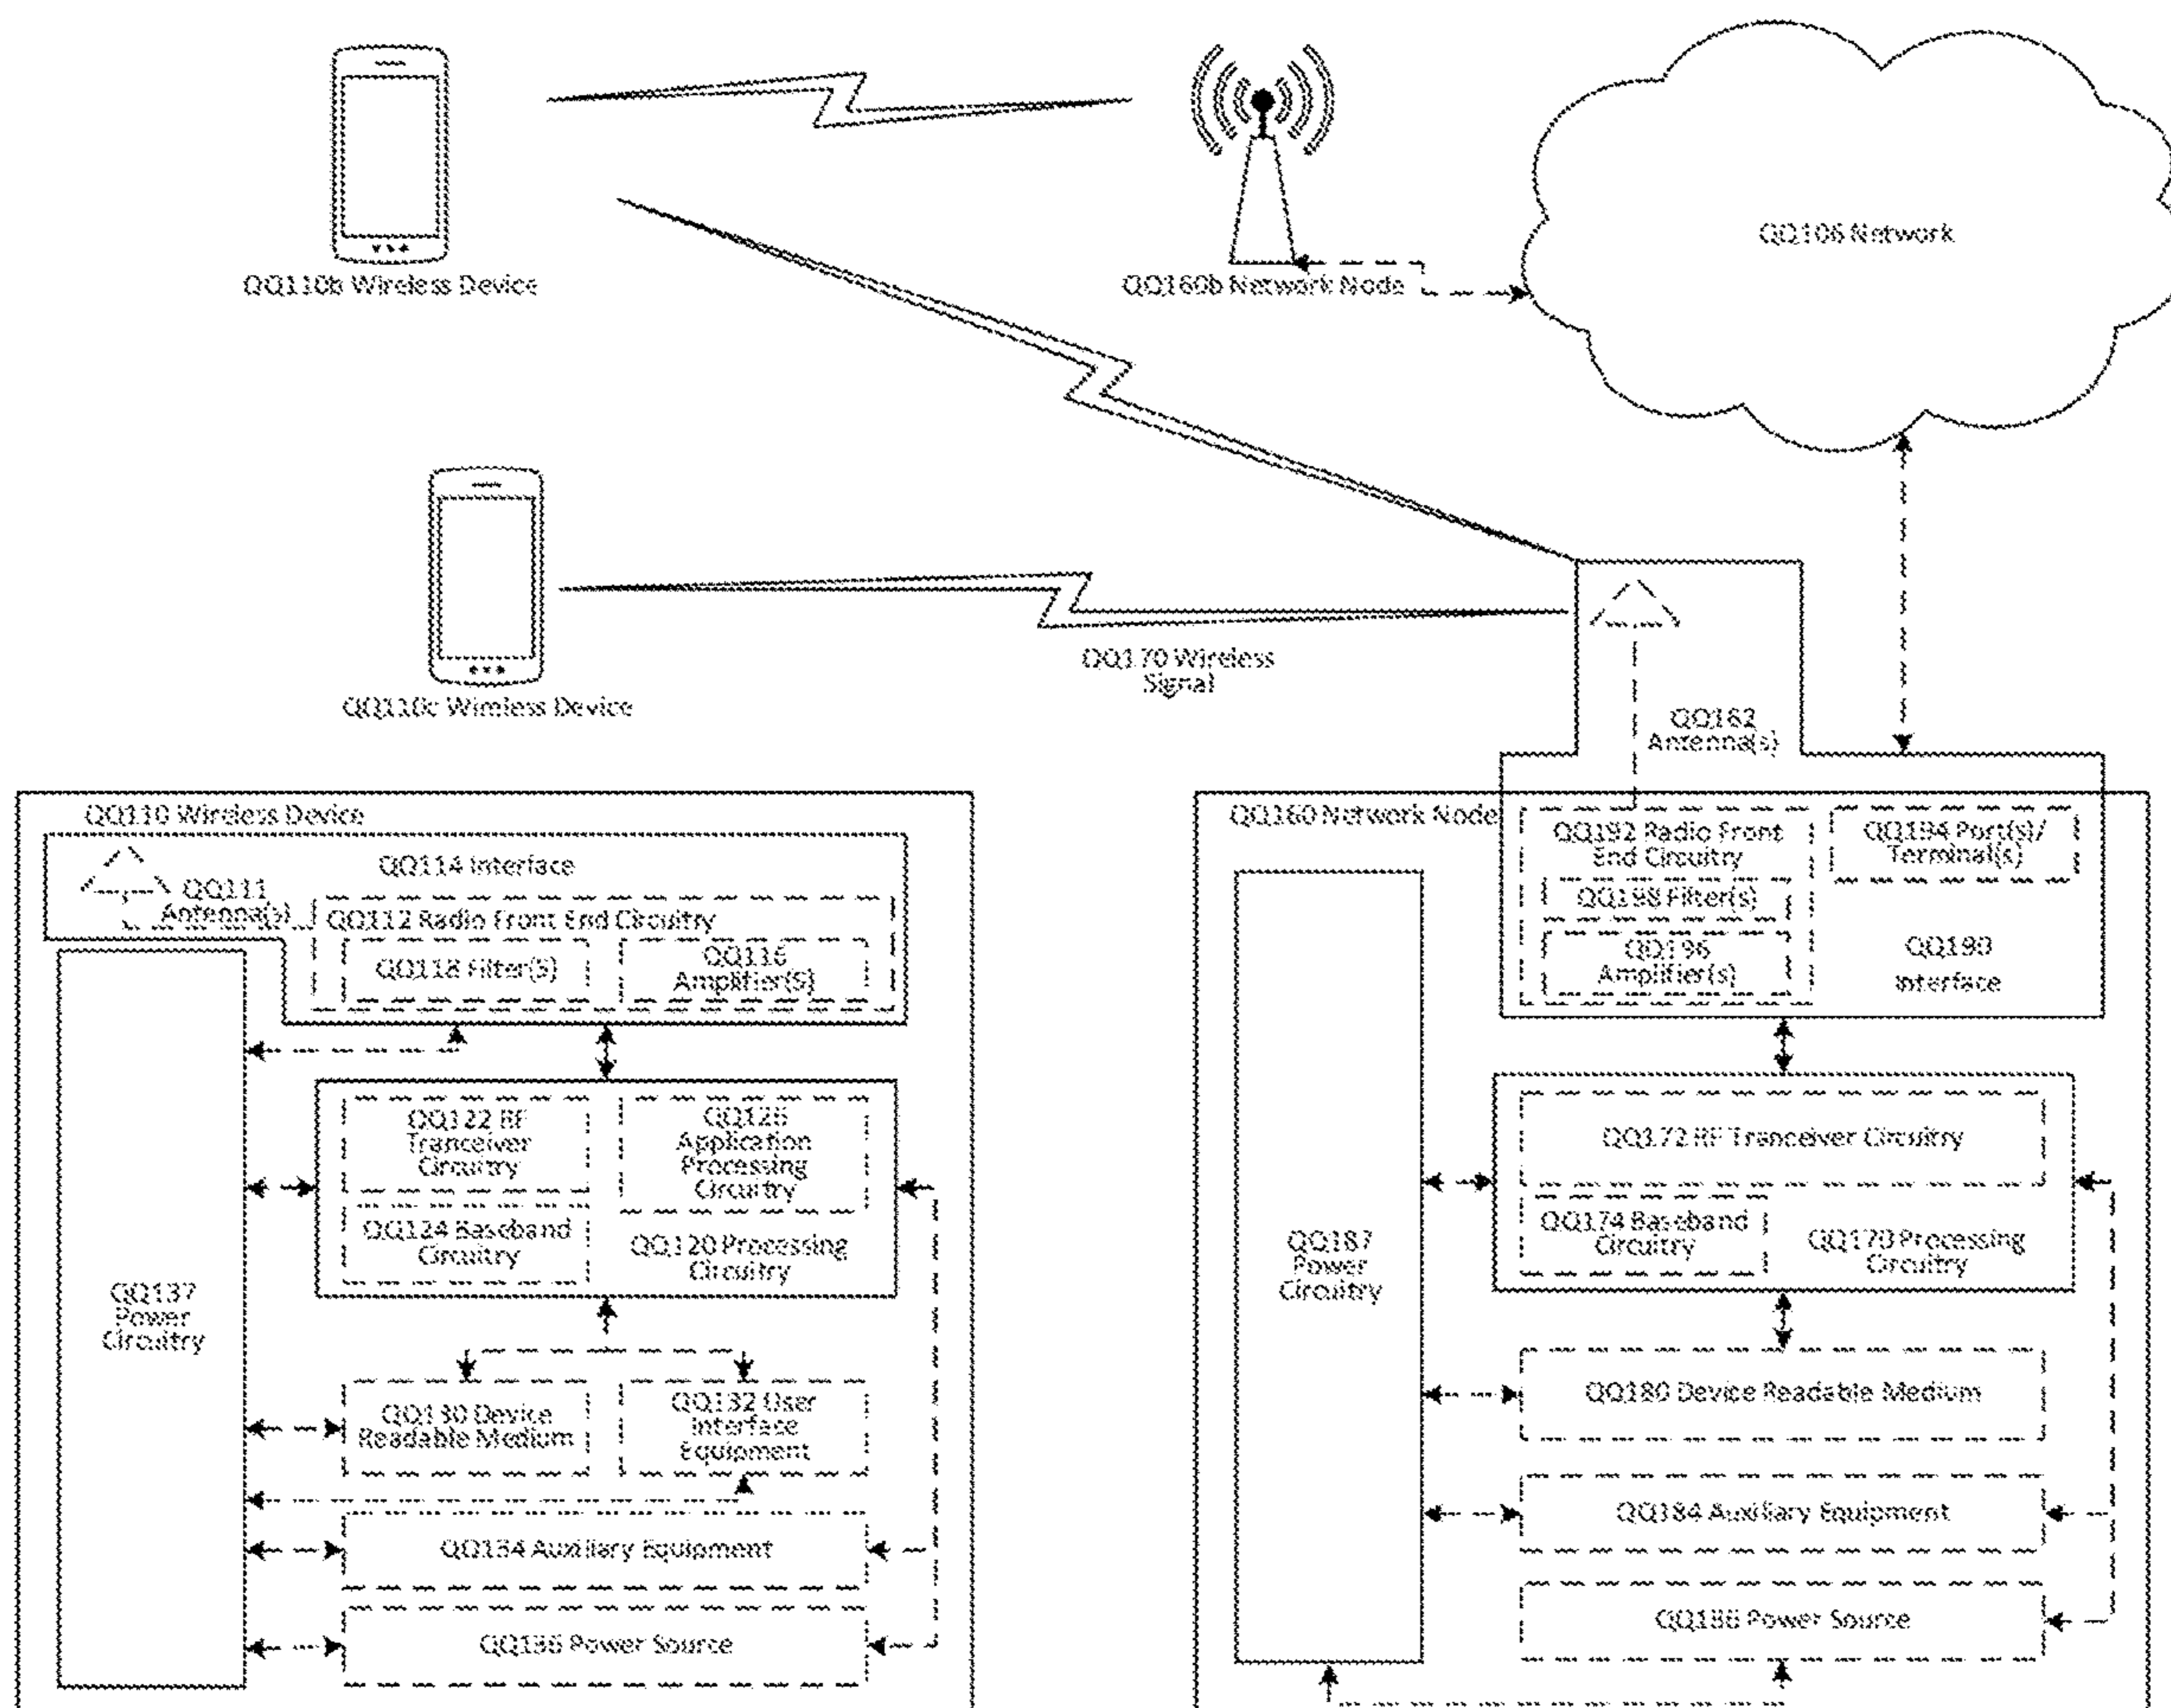 QQ106 Network
QQ110b Wireless Device
QQ160b Network Node
QQ170 Wireless
Signal
QQ110c Wireless Device
QQ162
Antenna(s)
QQ110 Wireless Device
QQ114 Interface
QQ111
Antenna(s)
QQ112 Radio Front End Circuitry
QQ118 Filter(S)
QQ116
Amplifier(S)
QQ137
Power
Circuitry
QQ122 RF
Tranceiver
Circuitry
QQ126
Application
Processing
Circuitry
QQ124 Baseband
Circuitry
QQ120 Processing
Circuitry
QQ130 Device
Readable Medium
QQ132 User
Interface
Equipment
QQ134 Auxiliary Equipment
QQ136 Power Source
QQ160 Network Node
QQ192 Radio Front
End Circuitry
QQ194 Port(s)/
Terminal(s)
QQ198 Filter(s)
QQ196
Amplifier(s)
QQ190
Interface
QQ187
Power
Circuitry
QQ172 RF Tranceiver Circuitry
QQ174 Baseband
Circuitry
QQ170 Processing
Circuitry
QQ180 Device Readable Medium
QQ184 Auxiliary Equipment
QQ186 Power Source